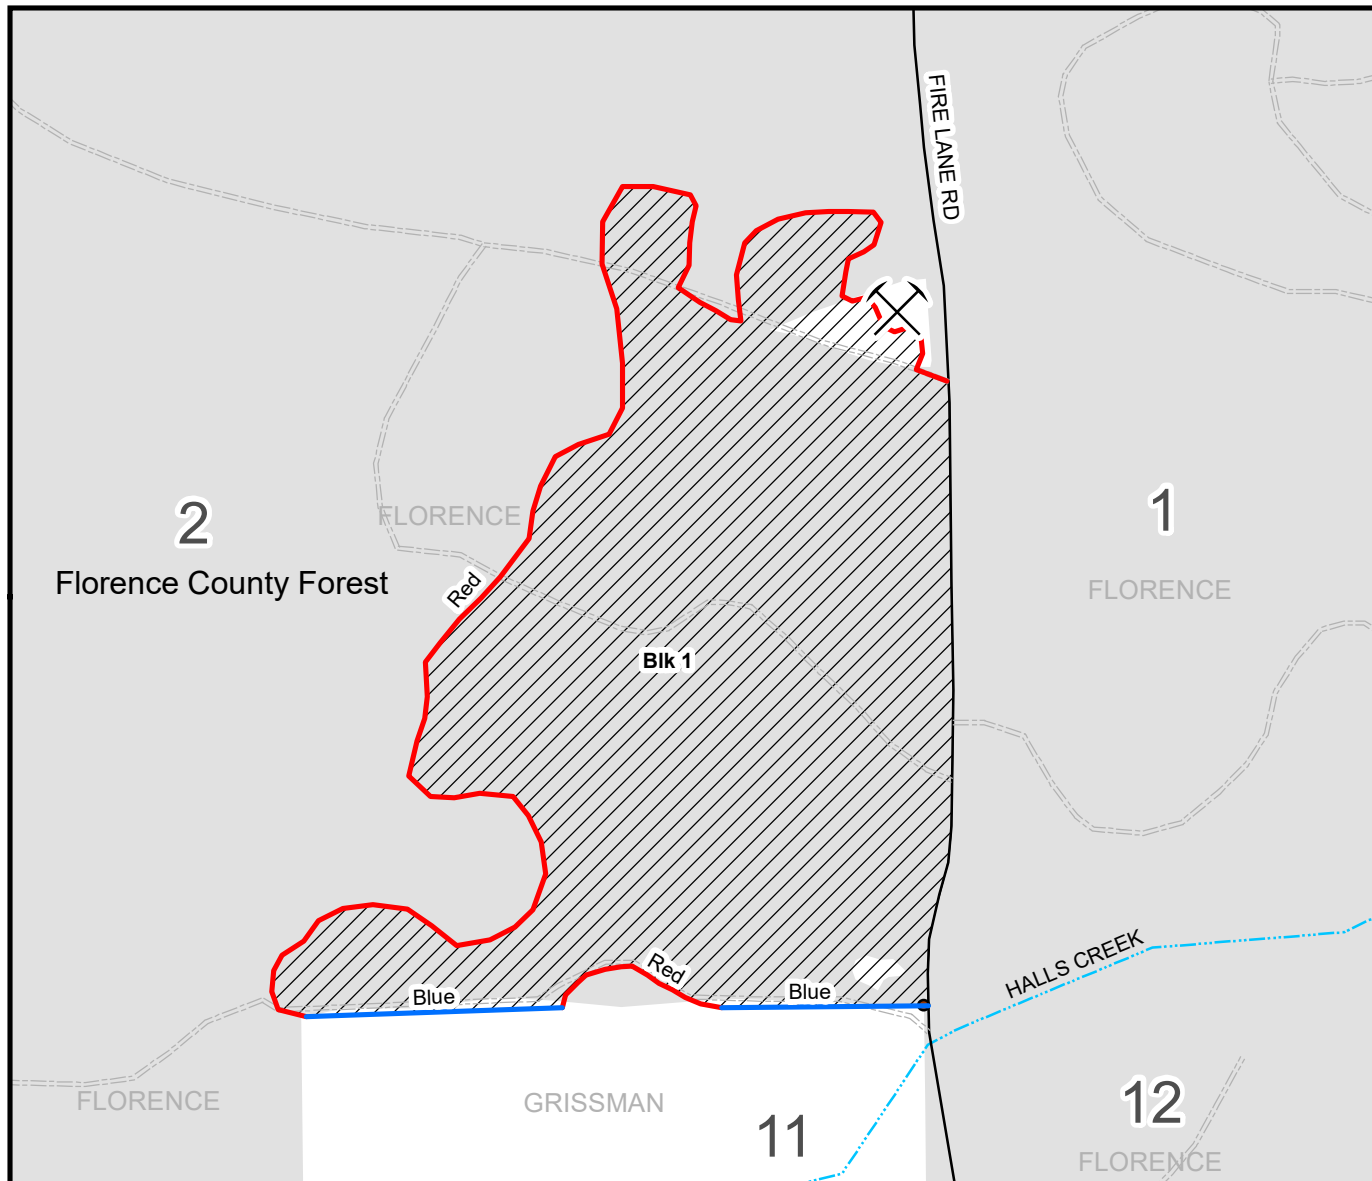 FIRE LANE RD
2
FLORENCE
1
Florence County Forest
Red
FLORENCE
Blk 1
HALLS CREEK
Red
Blue
Blue
FLORENCE
GRISSMAN
11
12
FLORENCE